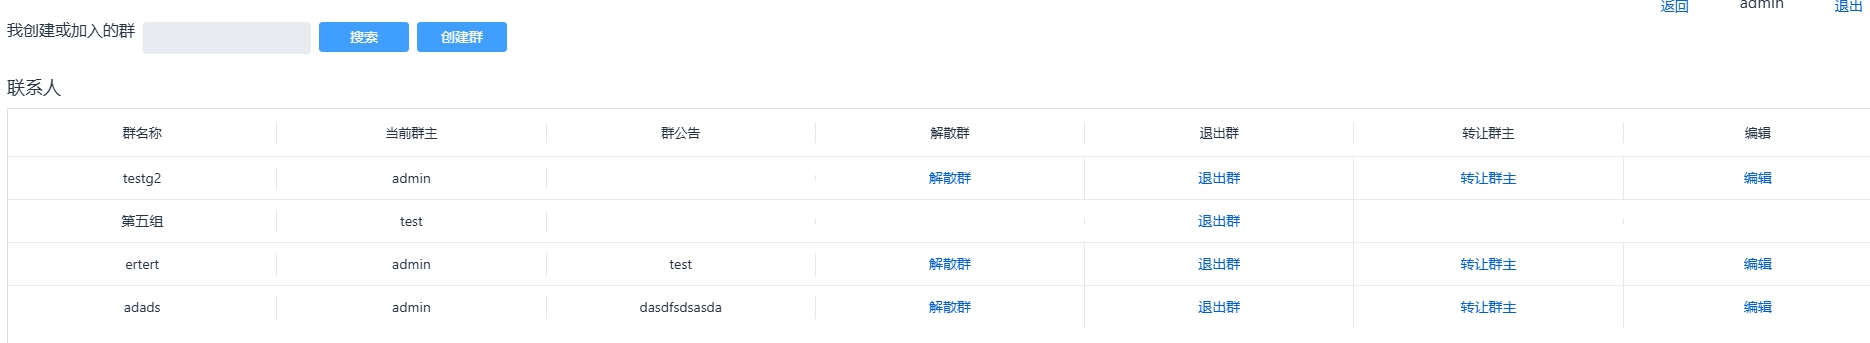 返回 admin 退出
我创建或加入的群 搜索 创建群
联系人
群名称 当前群主 群公告 解散群 退出群 转让群主 编辑
testg2 admin 解散群 退出群 转让群主 编辑
第五组 test 退出群
ertert admin test 解散群 退出群 转让群主 编辑
adads admin dasdfsdsasda 解散群 退出群 转让群主 编辑